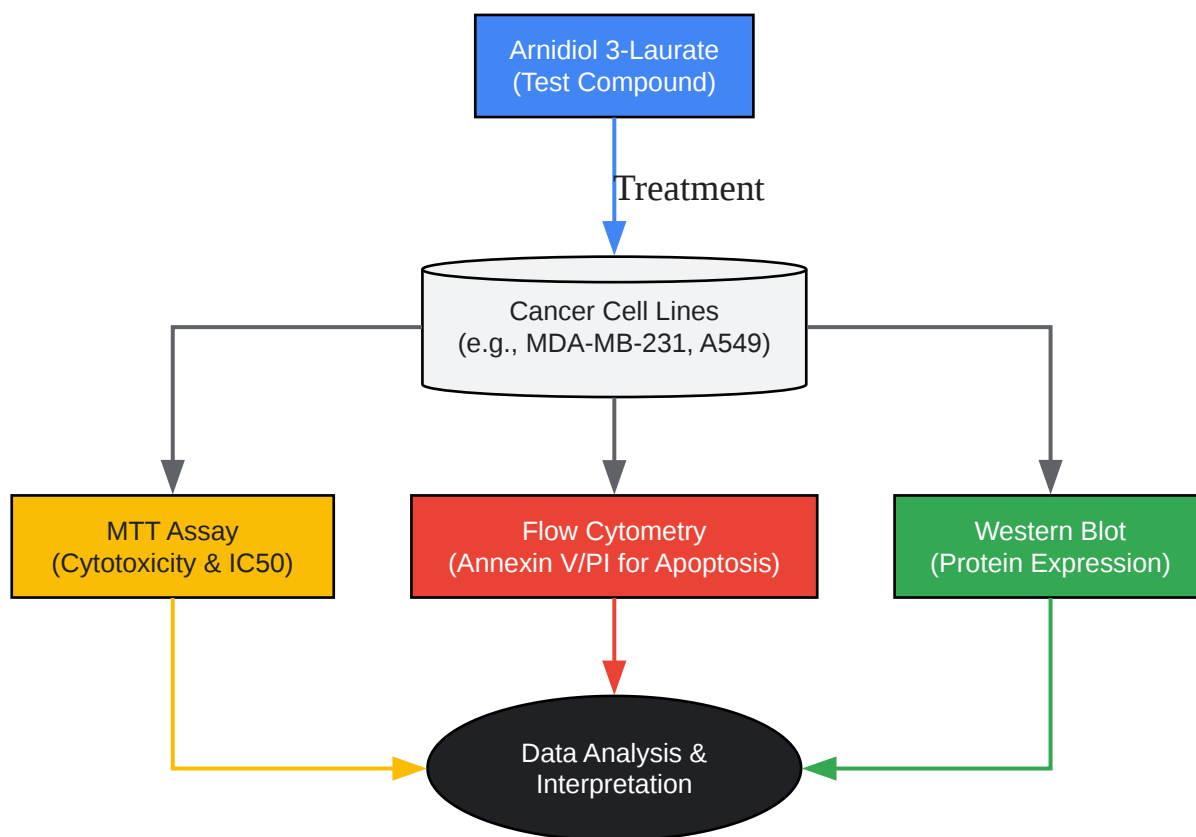 Arnidiol 3-Laurate
(Test Compound)
Treatment
Cancer Cell Lines
(e.g., MDA-MB-231, A549)
MTT Assay
(Cytotoxicity & IC50)
Flow Cytometry
(Annexin V/PI for Apoptosis)
Western Blot
(Protein Expression)
Data Analysis &
Interpretation